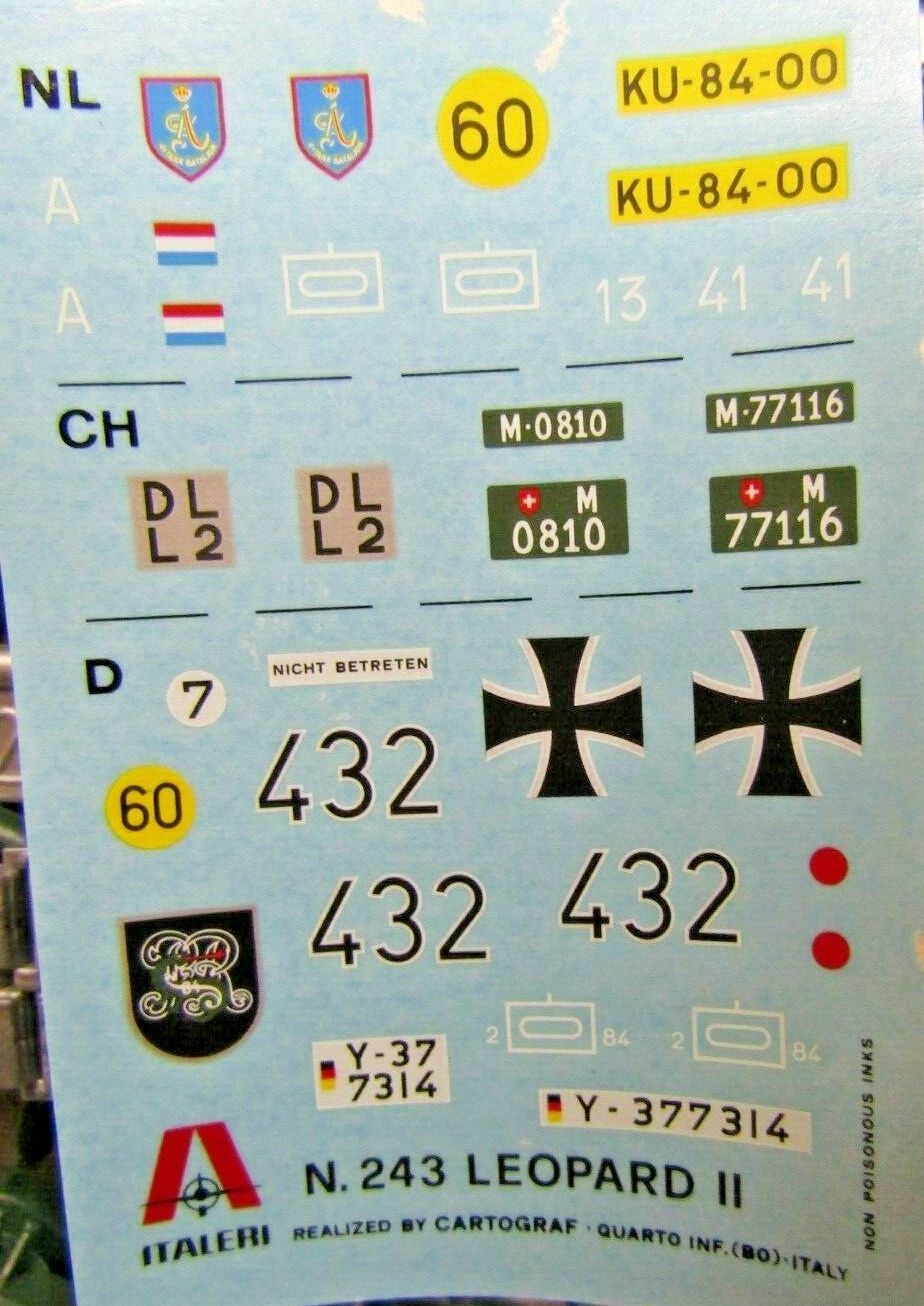 NL
60
KU-84-00
KU-84-00
A
A
13
41
41
CH
M·0810
M·77116
DL
L2
DL
L2
M
0810
M
77116
D
7
NICHT BETRETEN
432
60
432
432
2
84
2
84
Y-37
7314
Y-377314
NON POISONOUS INKS
ITALERI
N. 243 LEOPARD II
REALIZED BY CARTOGRAF · QUARTO INF.(BO)·ITALY